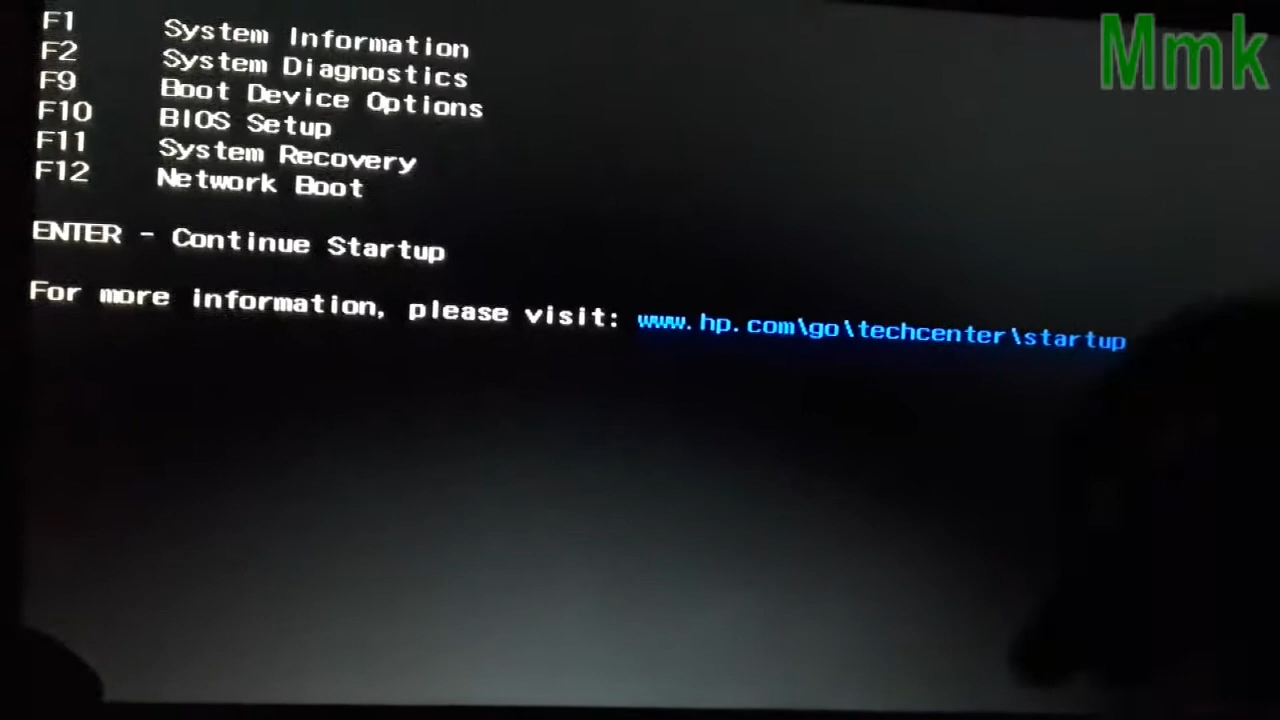 F1 System Information
F2 System Diagnostics
F9 Boot Device Options
F10 BIOS Setup
F11 System Recovery
F12 Network Boot
ENTER - Continue Startup
For more information, please visit: www.hp.com\go\techcenter\startup
Mmk